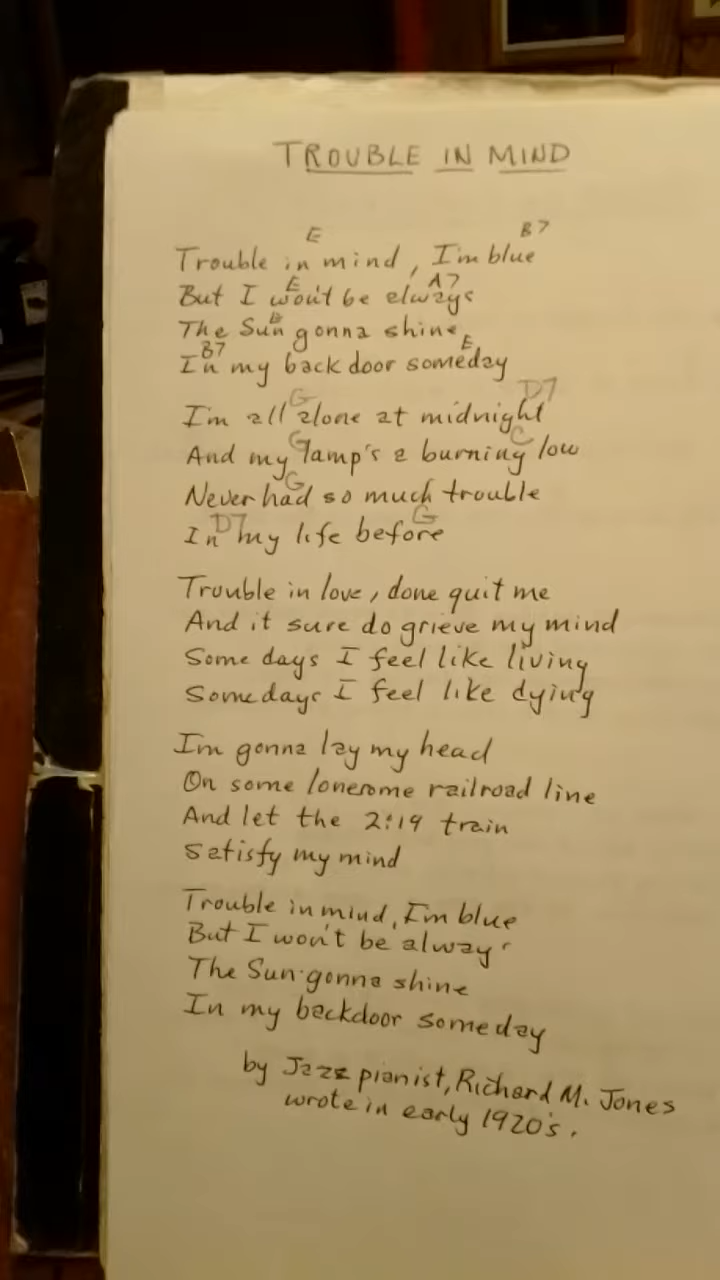 TROUBLE IN MIND
E B7
Trouble in mind, I'm blue
E A7
But I won't be always
E
The Sun gonna shine
B7 E
In my back door someday
G D7
I'm all alone at midnight
G C
And my lamp's a burning low
G
Never had so much trouble
D7 G
In my life before
Trouble in love, done quit me
And it sure do grieve my mind
Some days I feel like living
Somedays I feel like dying
I'm gonna lay my head
On some lonesome railroad line
And let the 2:19 train
Satisfy my mind
Trouble in mind, I'm blue
But I won't be always
The Sun gonna shine
In my backdoor someday
by Jazz pianist, Richard M. Jones
wrote in early 1920's.